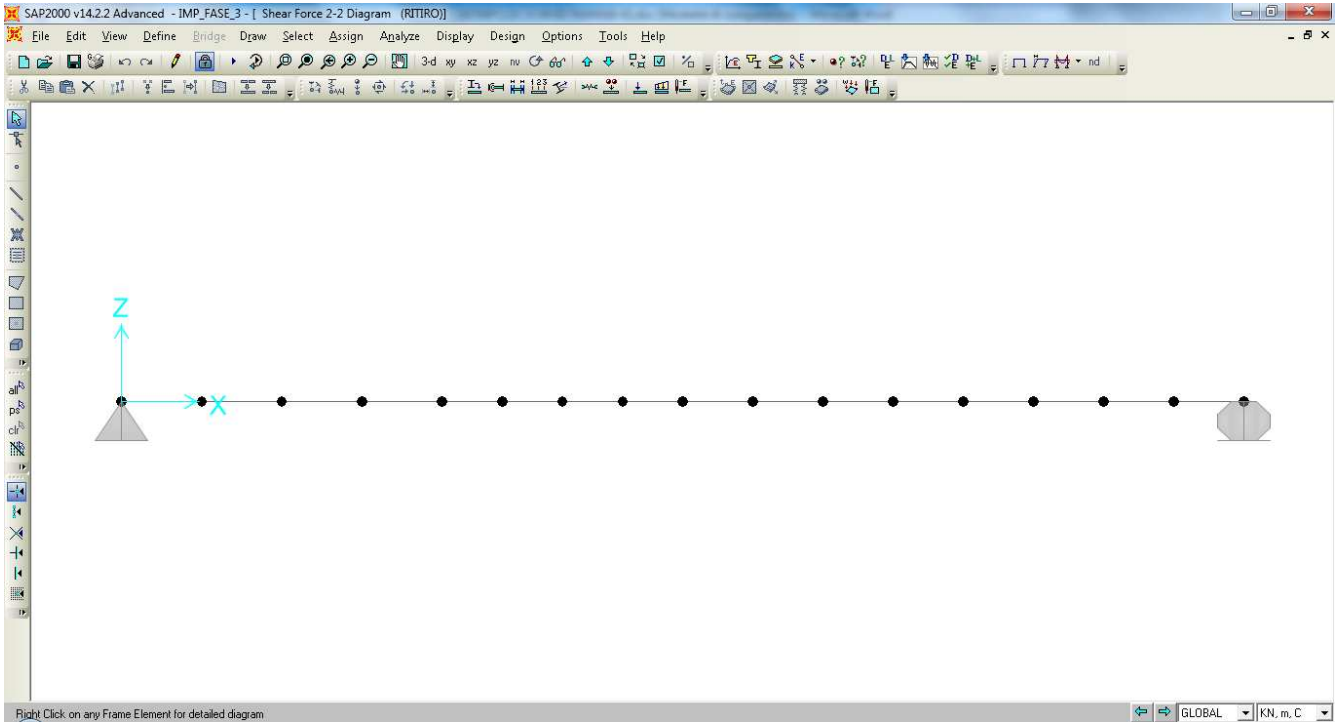 SAP2000 v14.2.2 Advanced - IMP_FASE_3 - [ Shear Force 2-2 Diagram (RITIRO)]
File Edit View Define Bridge Draw Select Assign Analyze Display Design Options Tools Help
3-d xy xz yz nv nd
all
ps
clr
Z
X
Right Click on any Frame Element for detailed diagram
GLOBAL
KN, m, C